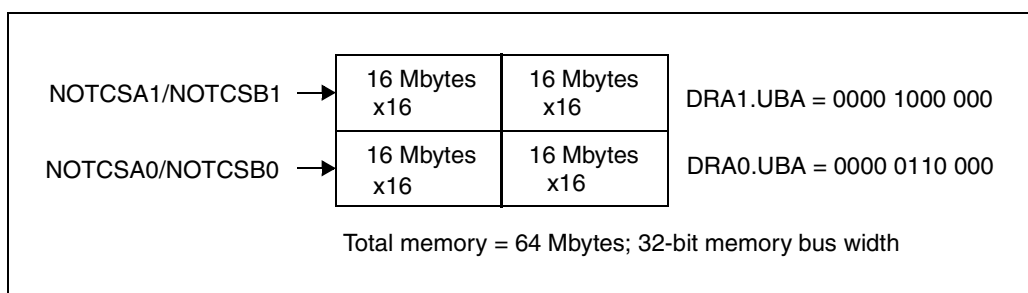 NOTCSA1/NOTCSB1
16 Mbytes
x16
16 Mbytes
x16
DRA1.UBA = 0000 1000 000
NOTCSA0/NOTCSB0
16 Mbytes
x16
16 Mbytes
x16
DRA0.UBA = 0000 0110 000
Total memory = 64 Mbytes; 32-bit memory bus width